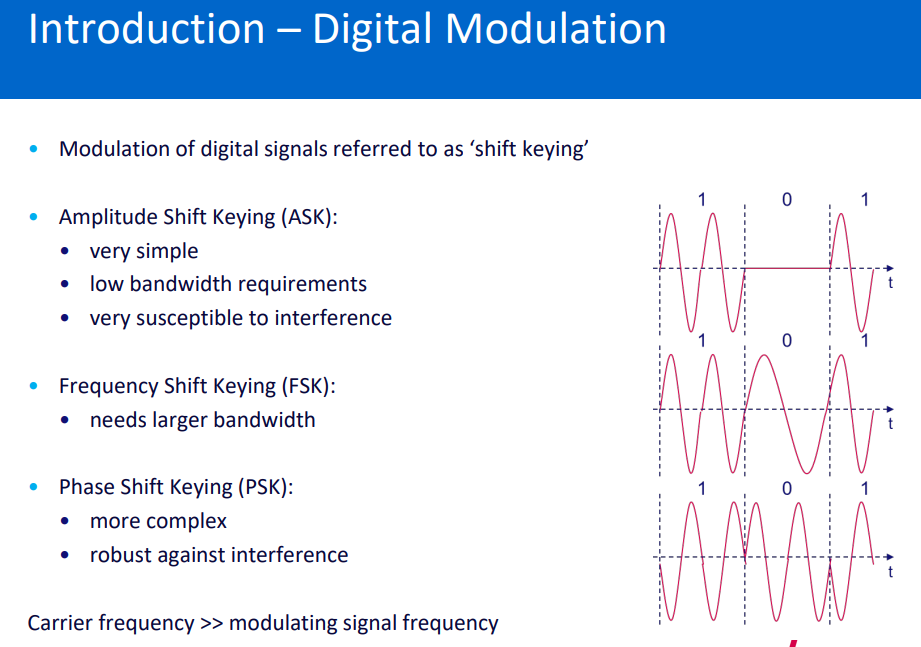 Introduction – Digital Modulation
• Modulation of digital signals referred to as ‘shift keying’
• Amplitude Shift Keying (ASK):
• very simple
• low bandwidth requirements
• very susceptible to interference
• Frequency Shift Keying (FSK):
• needs larger bandwidth
• Phase Shift Keying (PSK):
• more complex
• robust against interference
Carrier frequency >> modulating signal frequency
1 0 1
t
1 0 1
t
1 0 1
t